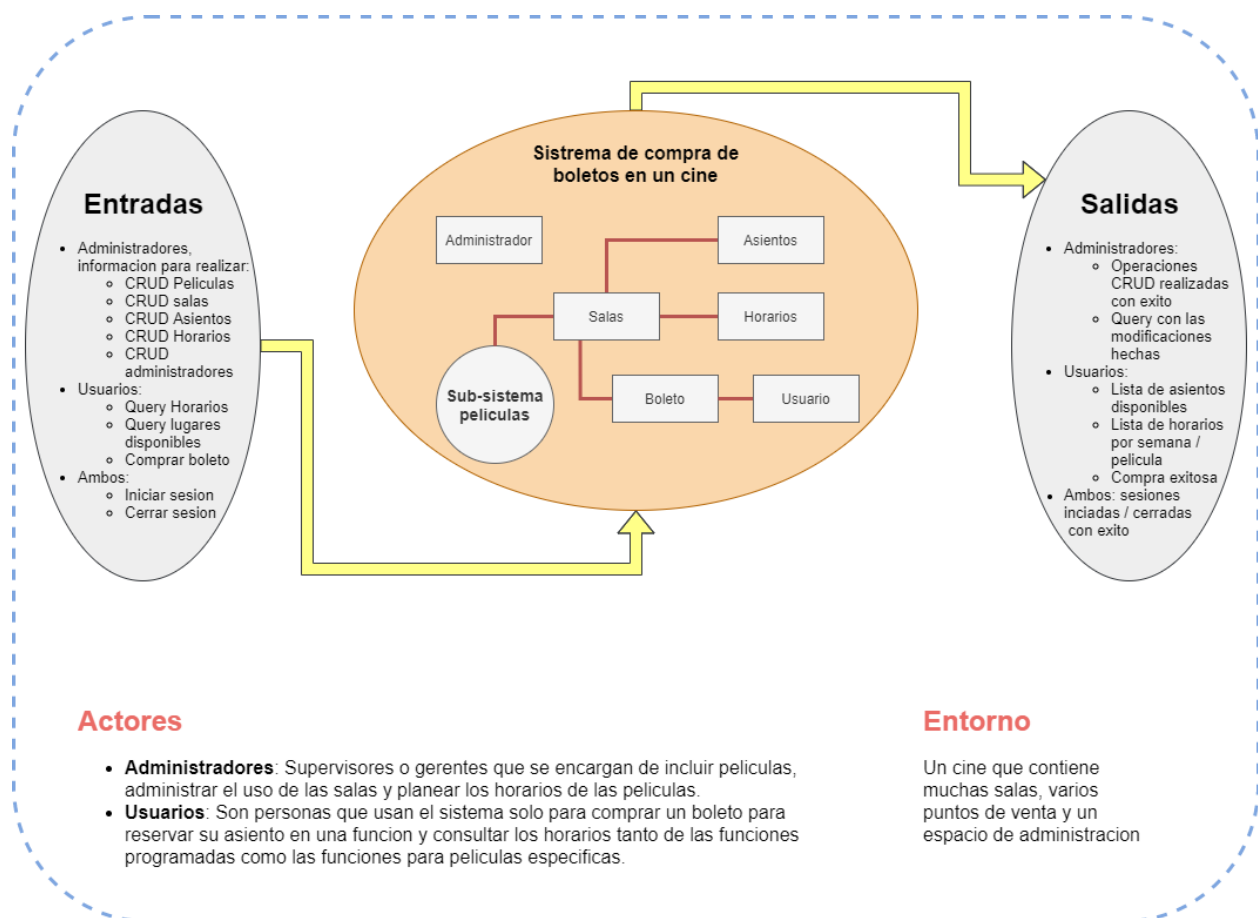 Entradas
Administradores,
informacion para realizar:
CRUD Peliculas
CRUD salas
CRUD Asientos
CRUD Horarios
CRUD
administradores
Usuarios:
Query Horarios
Query lugares
disponibles
Comprar boleto
Ambos:
Iniciar sesion
Cerrar sesion
Sistrema de compra de
boletos en un cine
Administrador
Asientos
Salas
Horarios
Sub-sistema
peliculas
Boleto
Usuario
Salidas
Administradores:
Operaciones
CRUD realizadas
con exito
Query con las
modificaciones
hechas
Usuarios:
Lista de asientos
disponibles
Lista de horarios
por semana /
pelicula
Compra exitosa
Ambos: sesiones
inciadas / cerradas
con exito
Actores
Administradores: Supervisores o gerentes que se encargan de incluir peliculas,
administrar el uso de las salas y planear los horarios de las peliculas.
Usuarios: Son personas que usan el sistema solo para comprar un boleto para
reservar su asiento en una funcion y consultar los horarios tanto de las funciones
programadas como las funciones para peliculas especificas.
Entorno
Un cine que contiene
muchas salas, varios
puntos de venta y un
espacio de administracion